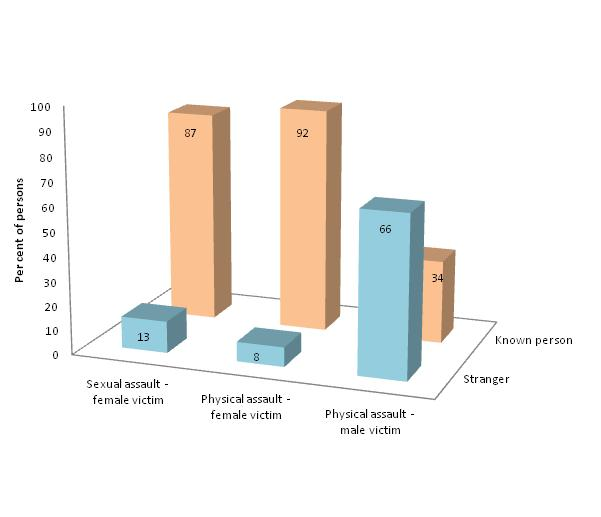 100
90
80
70
60
50
40
30
20
10
0
Per cent of persons
87
92
66
34
13
8
Known person
Stranger
Sexual assault -
female victim
Physical assault -
female victim
Physical assault -
male victim